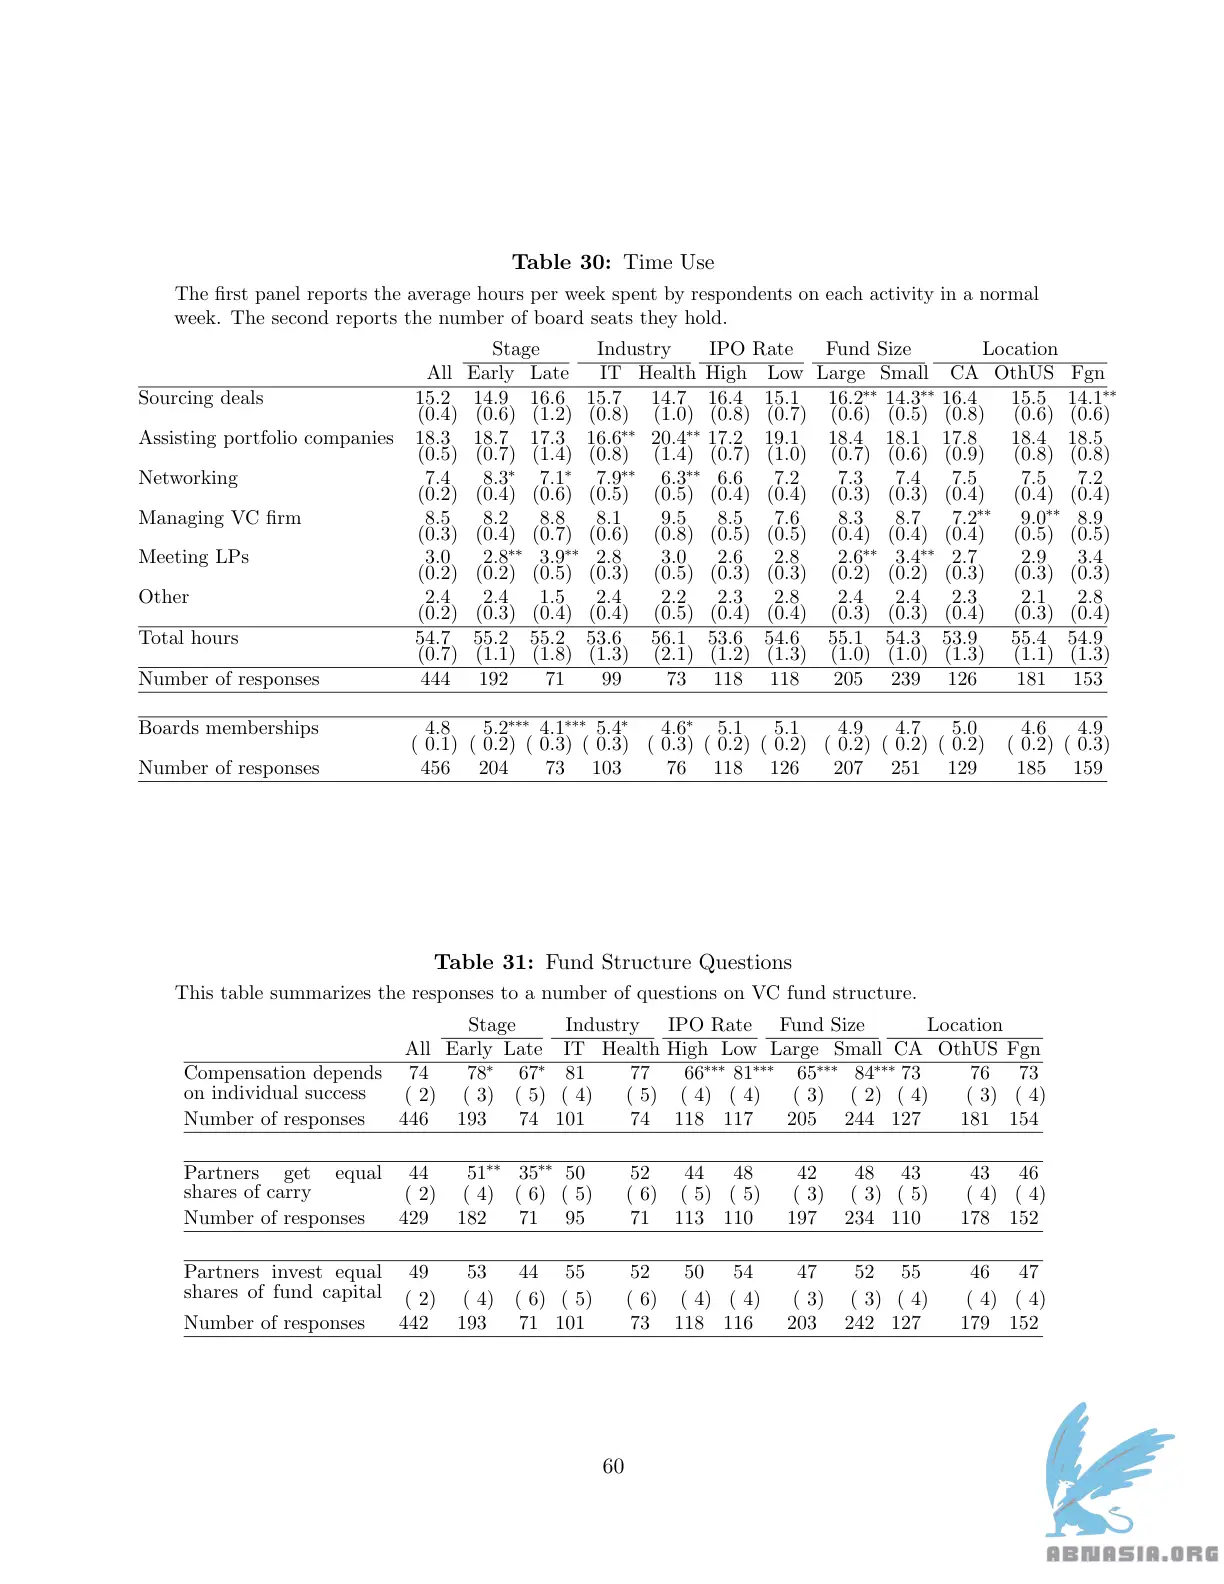 Table 30: Time Use
The first panel reports the average hours per week spent by respondents on each activity in a normal
week. The second reports the number of board seats they hold.
Stage Industry IPO Rate Fund Size Location
All Early Late IT Health High Low Large Small CA OthUS Fgn
Sourcing deals 15.2 14.9 16.6 15.7 14.7 16.4 15.1 16.2** 14.3** 16.4 15.5 14.1**
(0.4) (0.6) (1.2) (0.8) (1.0) (0.8) (0.7) (0.6) (0.5) (0.8) (0.6) (0.6)
Assisting portfolio companies 18.3 18.7 17.3 16.6** 20.4** 17.2 19.1 18.4 18.1 17.8 18.4 18.5
(0.5) (0.7) (1.4) (0.8) (1.4) (0.7) (1.0) (0.7) (0.6) (0.9) (0.8) (0.8)
Networking 7.4 8.3* 7.1* 7.9** 6.3** 6.6 7.2 7.3 7.4 7.5 7.5 7.2
(0.2) (0.4) (0.6) (0.5) (0.5) (0.4) (0.4) (0.3) (0.3) (0.4) (0.4) (0.4)
Managing VC firm 8.5 8.2 8.8 8.1 9.5 8.5 7.6 8.3 8.7 7.2** 9.0** 8.9
(0.3) (0.4) (0.7) (0.6) (0.8) (0.5) (0.5) (0.4) (0.4) (0.4) (0.5) (0.5)
Meeting LPs 3.0 2.8** 3.9** 2.8 3.0 2.6 2.8 2.6** 3.4** 2.7 2.9 3.4
(0.2) (0.2) (0.5) (0.3) (0.5) (0.3) (0.3) (0.2) (0.2) (0.3) (0.3) (0.3)
Other 2.4 2.4 1.5 2.4 2.2 2.3 2.8 2.4 2.4 2.3 2.1 2.8
(0.2) (0.3) (0.4) (0.4) (0.5) (0.4) (0.4) (0.3) (0.3) (0.4) (0.3) (0.4)
Total hours 54.7 55.2 55.2 53.6 56.1 53.6 54.6 55.1 54.3 53.9 55.4 54.9
(0.7) (1.1) (1.8) (1.3) (2.1) (1.2) (1.3) (1.0) (1.0) (1.3) (1.1) (1.3)
Number of responses 444 192 71 99 73 118 118 205 239 126 181 153
Boards memberships 4.8 5.2*** 4.1*** 5.4* 4.6* 5.1 5.1 4.9 4.7 5.0 4.6 4.9
( 0.1) ( 0.2) ( 0.3) ( 0.3) ( 0.3) ( 0.2) ( 0.2) ( 0.2) ( 0.2) ( 0.2) ( 0.2) ( 0.3)
Number of responses 456 204 73 103 76 118 126 207 251 129 185 159
Table 31: Fund Structure Questions
This table summarizes the responses to a number of questions on VC fund structure.
Stage Industry IPO Rate Fund Size Location
All Early Late IT Health High Low Large Small CA OthUS Fgn
Compensation depends 74 78* 67* 81 77 66*** 81*** 65*** 84*** 73 76 73
on individual success ( 2) ( 3) ( 5) ( 4) ( 5) ( 4) ( 4) ( 3) ( 2) ( 4) ( 3) ( 4)
Number of responses 446 193 74 101 74 118 117 205 244 127 181 154
Partners get equal 44 51** 35** 50 52 44 48 42 48 43 43 46
shares of carry ( 2) ( 4) ( 6) ( 5) ( 6) ( 5) ( 5) ( 3) ( 3) ( 5) ( 4) ( 4)
Number of responses 429 182 71 95 71 113 110 197 234 110 178 152
Partners invest equal 49 53 44 55 52 50 54 47 52 55 46 47
shares of fund capital ( 2) ( 4) ( 6) ( 5) ( 6) ( 4) ( 4) ( 3) ( 3) ( 4) ( 4) ( 4)
Number of responses 442 193 71 101 73 118 116 203 242 127 179 152
60
ABNASIA.ORG